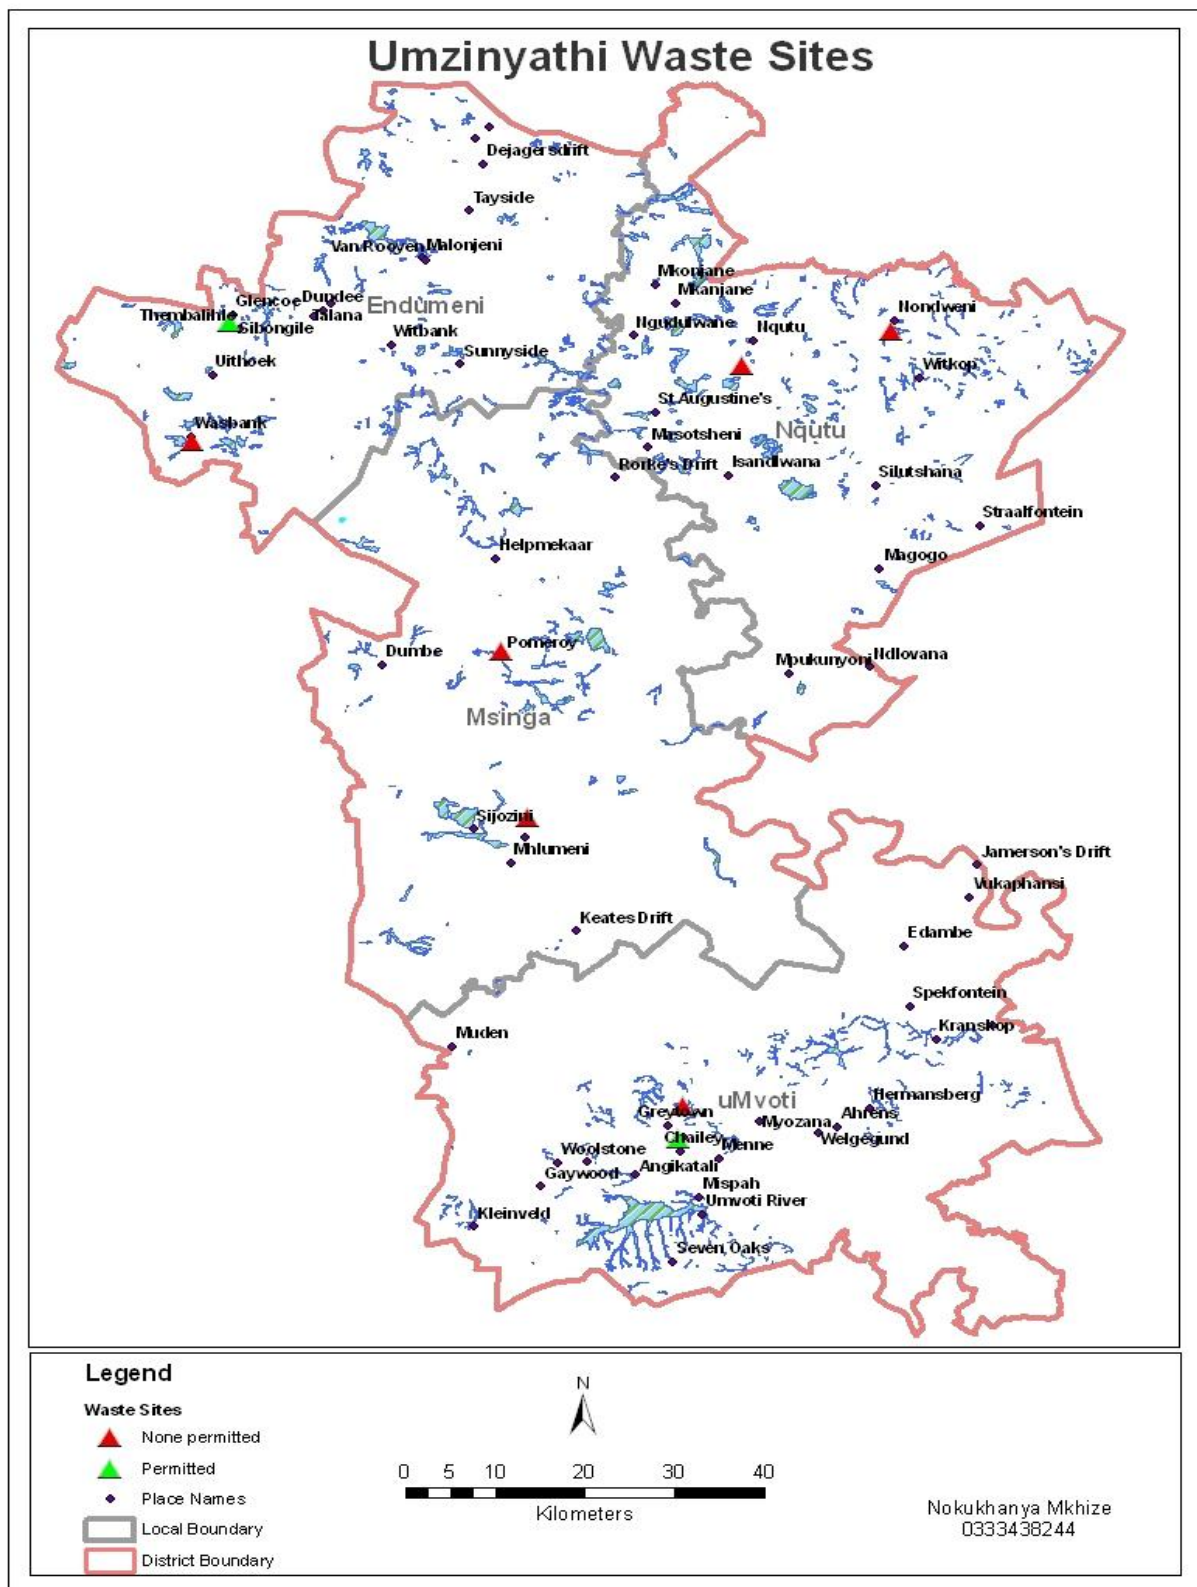 Umzinyathi Waste Sites
Dejagersdrift
Tayside
Van Rooyen
Malonjeni
Mkonjane
Mkanjane
Glencoe
Dundee
Endumeni
Thembalihle
Talana
Sibongile
Nondweni
Witbank
Ngudulwane
Nqutu
Sunnyside
Uithoek
Witkop
St Augustine's
Wasbank
Nqutu
Masotsheni
Rorke's Drift
Isandlwana
Silutshana
Straalfontein
Helpmekaar
Magogo
Pomeroy
Dumbe
Mpukunyoni
Ndlovana
Msinga
Sijozini
Mhlumeni
Jamerson's Drift
Vukaphansi
Keates Drift
Edambe
Spekfontein
Muden
Kranskop
Hermansberg
uMvoti
Greytown
Ahrens
Myozana
Chailey
Welgegund
Menne
Woolstone
Gaywood
Angikatali
Mispah
Umvoti River
Kleinveld
Seven Oaks
Legend
Waste Sites
None permitted
Permitted
Place Names
Local Boundary
District Boundary
N
0 5 10 20 30 40
Kilometers
Nokukhanya Mkhize
0333438244